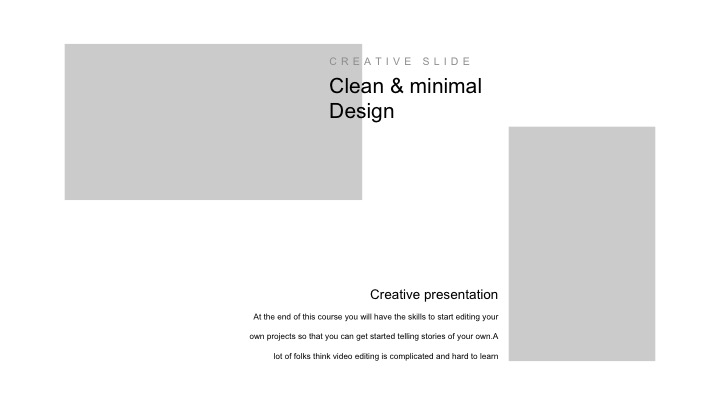 CREATIVE SLIDE
Clean & minimal
Design
Creative presentation
At the end of this course you will have the skills to start editing your
own projects so that you can get started telling stories of your own.A
lot of folks think video editing is complicated and hard to learn